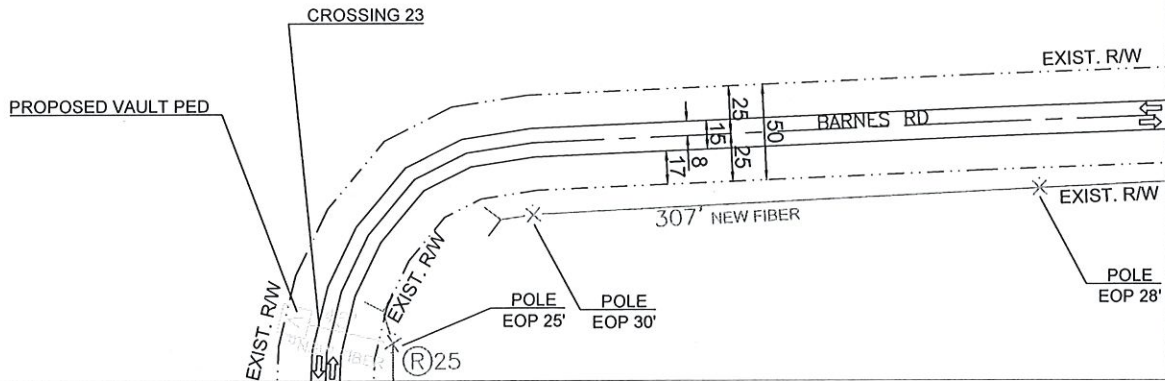 CROSSING 23
PROPOSED VAULT PED
EXIST. R/W
BARNES RD
25
50
15
25
8
17
EXIST. R/W
307' NEW FIBER
EXIST. R/W
EXIST. R/W
POLE
EOP 25'
POLE
EOP 30'
POLE
EOP 28'
FIBER
R 25